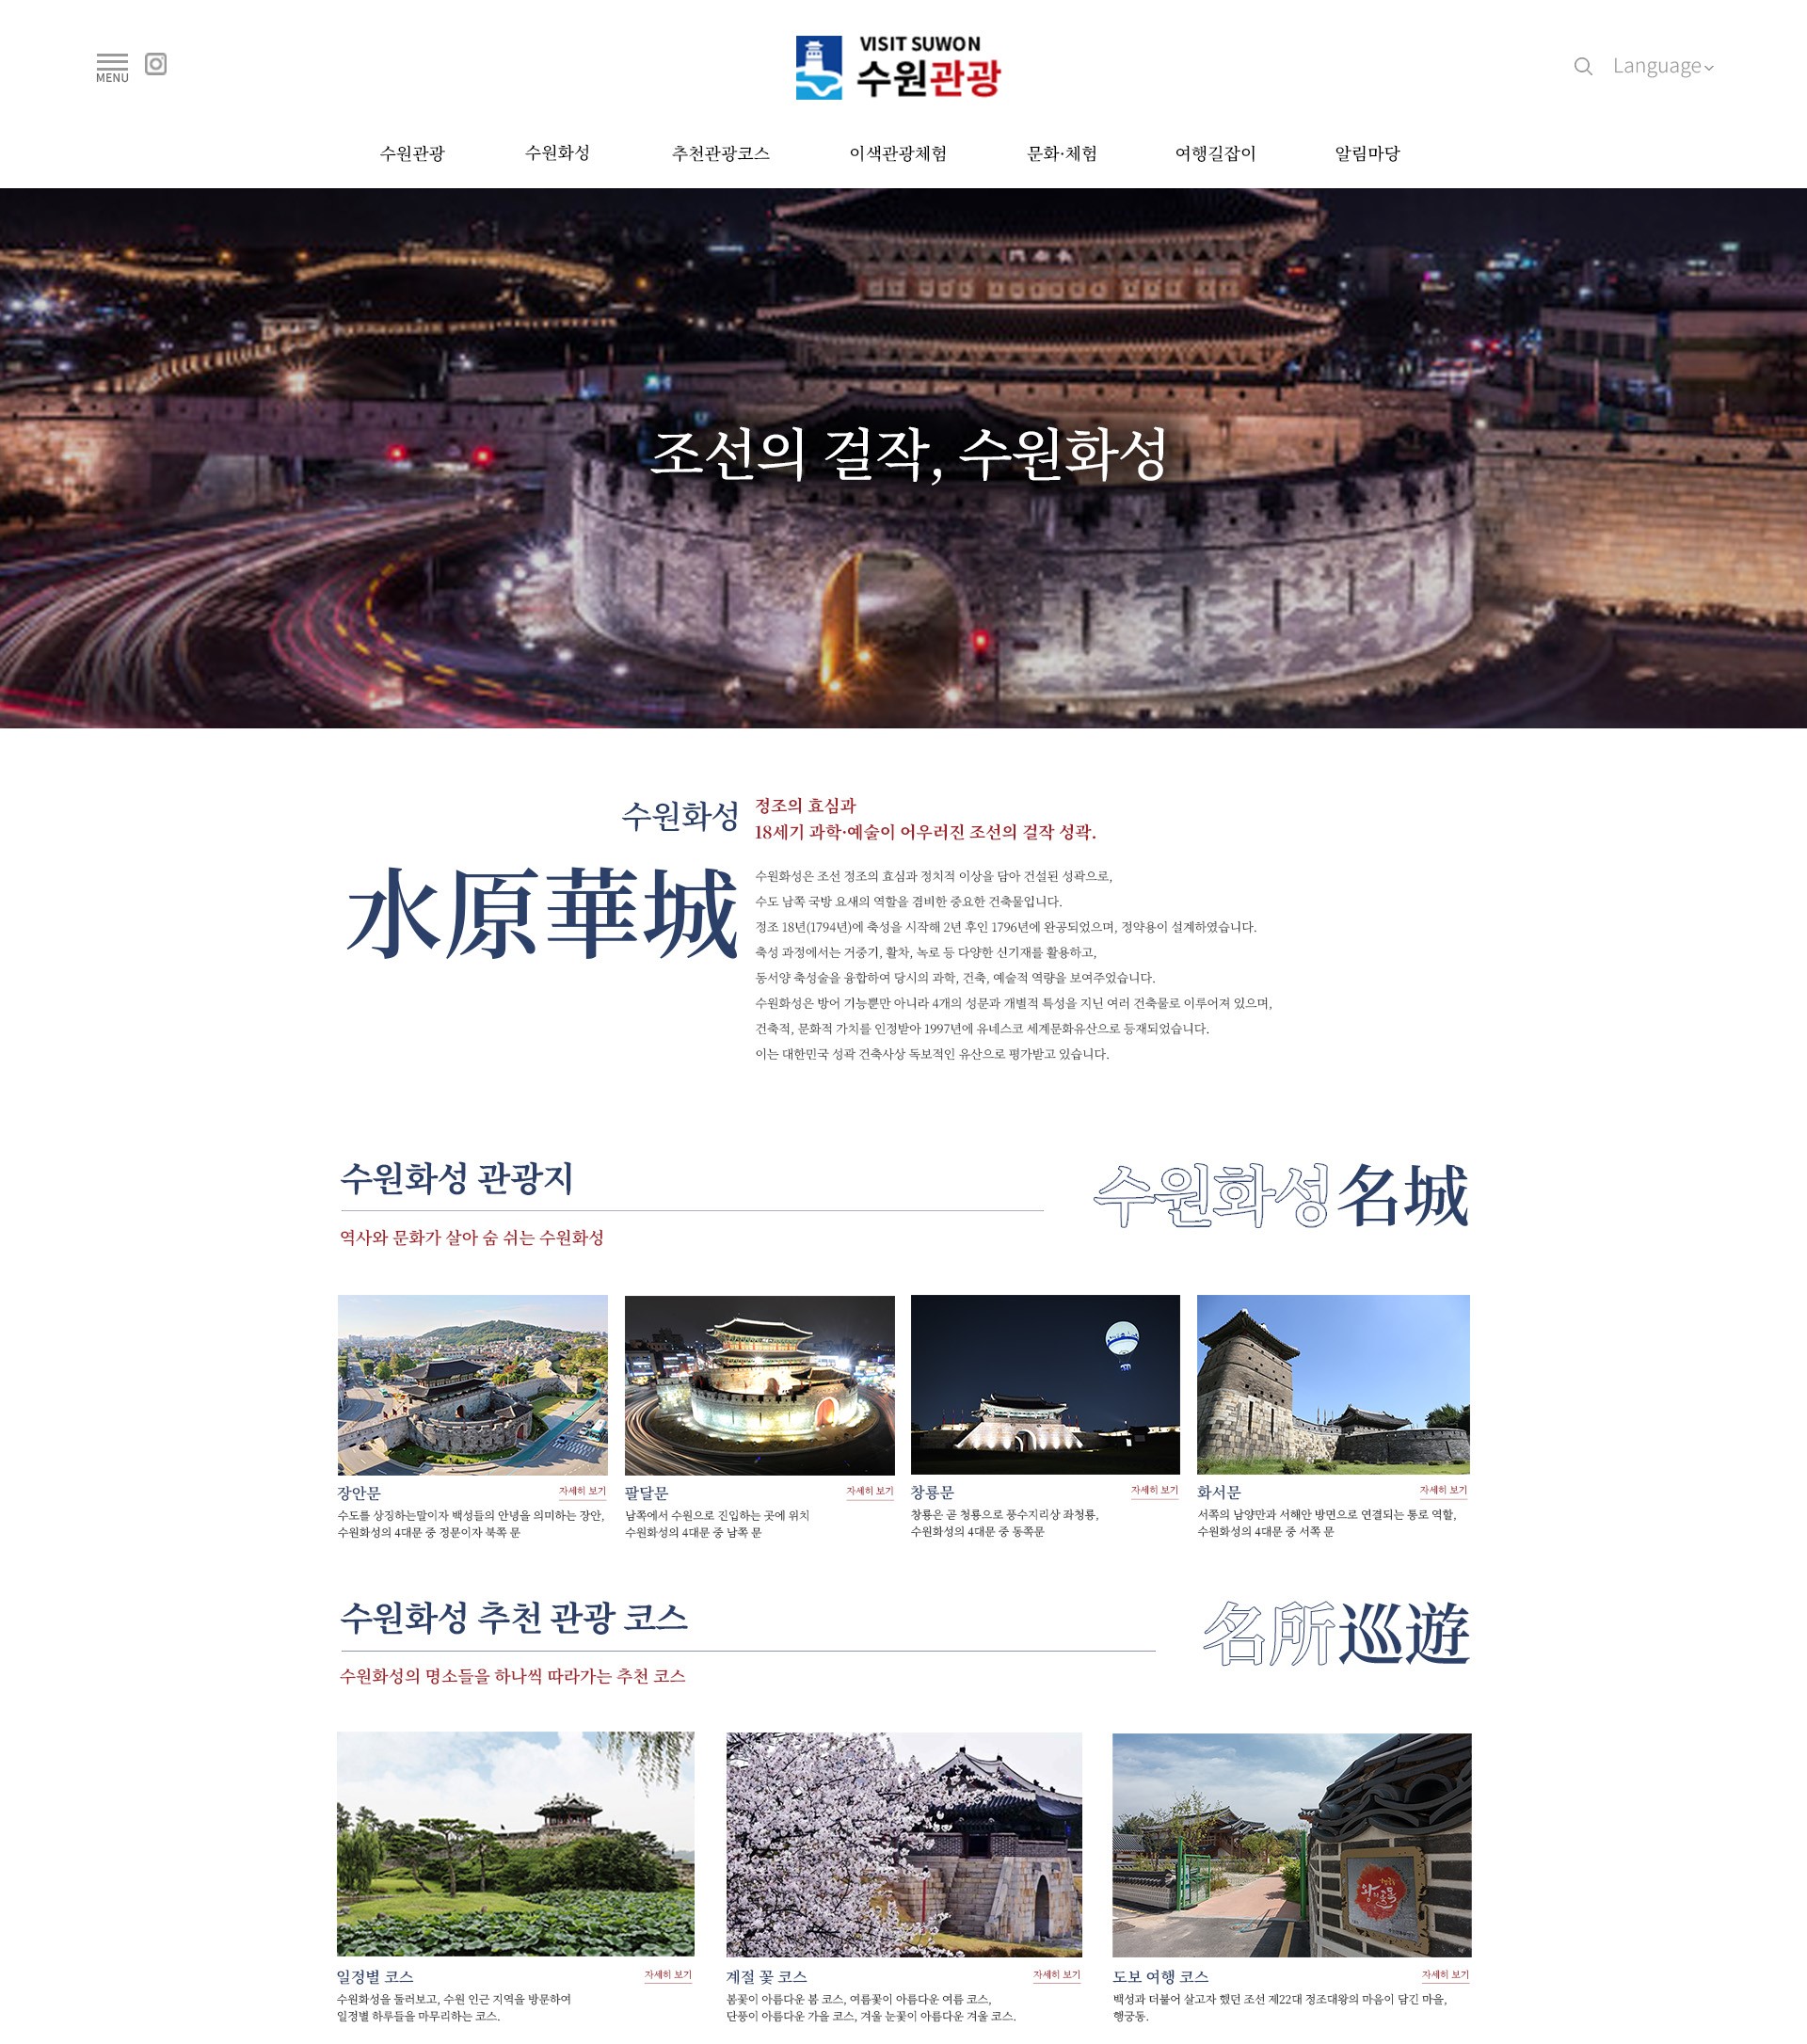 MENU
VISIT SUWON
수원관광
Language
수원관광 수원화성 추천관광코스 이색관광체험 문화·체험 여행길잡이 알림마당
조선의 걸작, 수원화성
수원화성
水原華城
정조의 효심과
18세기 과학·예술이 어우러진 조선의 걸작 성곽.
수원화성은 조선 정조의 효심과 정치적 이상을 담아 건설된 성곽으로,
수도 남쪽 국방 요새의 역할을 겸비한 중요한 건축물입니다.
정조 18년(1794년)에 축성을 시작해 2년 후인 1796년에 완공되었으며, 정약용이 설계하였습니다.
축성 과정에서는 거중기, 활차, 녹로 등 다양한 신기재를 활용하고,
동서양 축성술을 융합하여 당시의 과학, 건축, 예술적 역량을 보여주었습니다.
수원화성은 방어 기능뿐만 아니라 4개의 성문과 개별적 특성을 지닌 여러 건축물로 이루어져 있으며,
건축적, 문화적 가치를 인정받아 1997년에 유네스코 세계문화유산으로 등재되었습니다.
이는 대한민국 성곽 건축사상 독보적인 유산으로 평가받고 있습니다.
수원화성 관광지
수원화성名城
역사와 문화가 살아 숨 쉬는 수원화성
장안문 자세히 보기
수도를 상징하는말이자 백성들의 안녕을 의미하는 장안,
수원화성의 4대문 중 정문이자 북쪽 문
팔달문 자세히 보기
남쪽에서 수원으로 진입하는 곳에 위치
수원화성의 4대문 중 남쪽 문
창룡문 자세히 보기
창룡은 곧 청룡으로 풍수지리상 좌청룡,
수원화성의 4대문 중 동쪽문
화서문 자세히 보기
서쪽의 남양만과 서해안 방면으로 연결되는 통로 역할,
수원화성의 4대문 중 서쪽 문
수원화성 추천 관광 코스
名所巡遊
수원화성의 명소들을 하나씩 따라가는 추천 코스
일정별 코스 자세히 보기
수원화성을 둘러보고, 수원 인근 지역을 방문하여
일정별 하루들을 마무리하는 코스.
계절 꽃 코스 자세히 보기
봄꽃이 아름다운 봄 코스, 여름꽃이 아름다운 여름 코스,
단풍이 아름다운 가을 코스, 겨울 눈꽃이 아름다운 겨울 코스.
도보 여행 코스 자세히 보기
백성과 더불어 살고자 했던 조선 제22대 정조대왕의 마음이 담긴 마을,
행궁동.